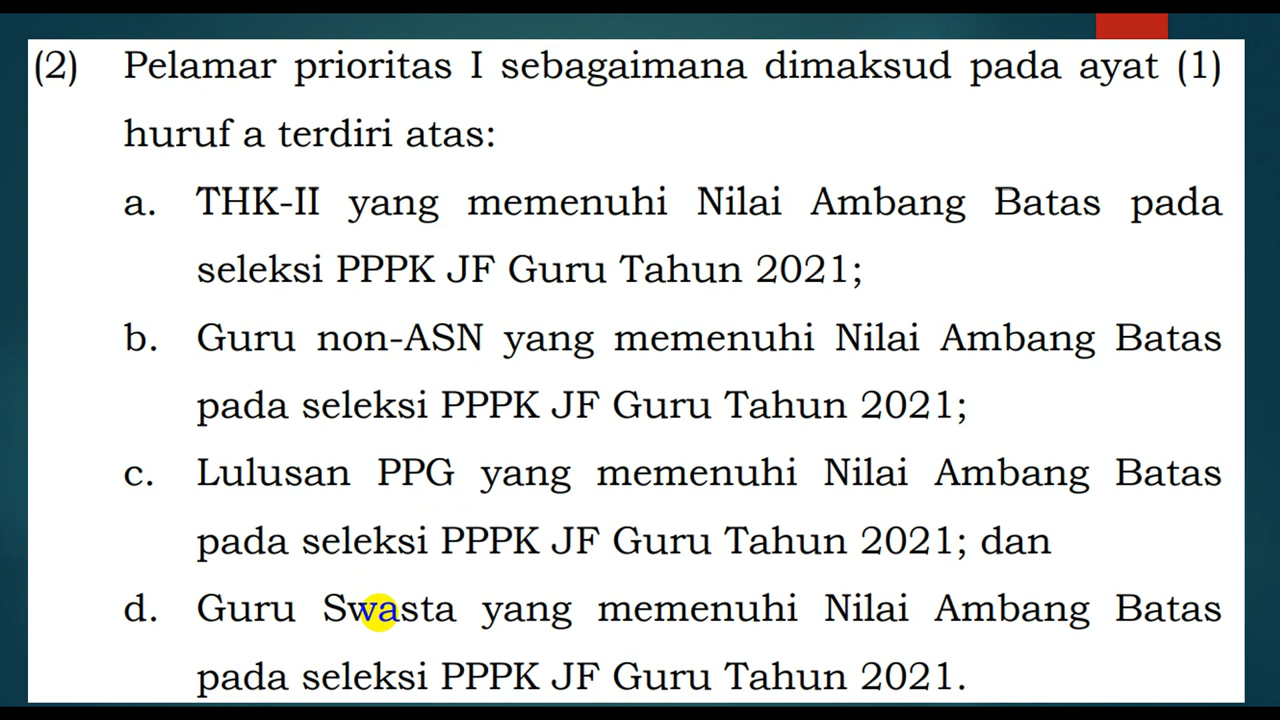 (2) Pelamar prioritas I sebagaimana dimaksud pada ayat (1)
huruf a terdiri atas:
a. THK-II yang memenuhi Nilai Ambang Batas pada
seleksi PPPK JF Guru Tahun 2021;
b. Guru non-ASN yang memenuhi Nilai Ambang Batas
pada seleksi PPPK JF Guru Tahun 2021;
c. Lulusan PPG yang memenuhi Nilai Ambang Batas
pada seleksi PPPK JF Guru Tahun 2021; dan
d. Guru Swasta yang memenuhi Nilai Ambang Batas
pada seleksi PPPK JF Guru Tahun 2021.